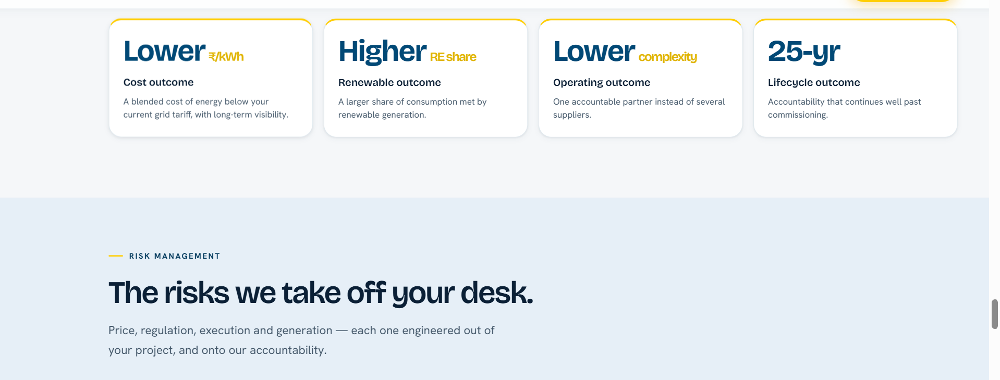 Lower ₹/kWh
Cost outcome
A blended cost of energy below your
current grid tariff, with long-term visibility.
Higher RE share
Renewable outcome
A larger share of consumption met by
renewable generation.
Lower complexity
Operating outcome
One accountable partner instead of several
suppliers.
25-yr
Lifecycle outcome
Accountability that continues well past
commissioning.
RISK MANAGEMENT
The risks we take off your desk.
Price, regulation, execution and generation — each one engineered out of
your project, and onto our accountability.